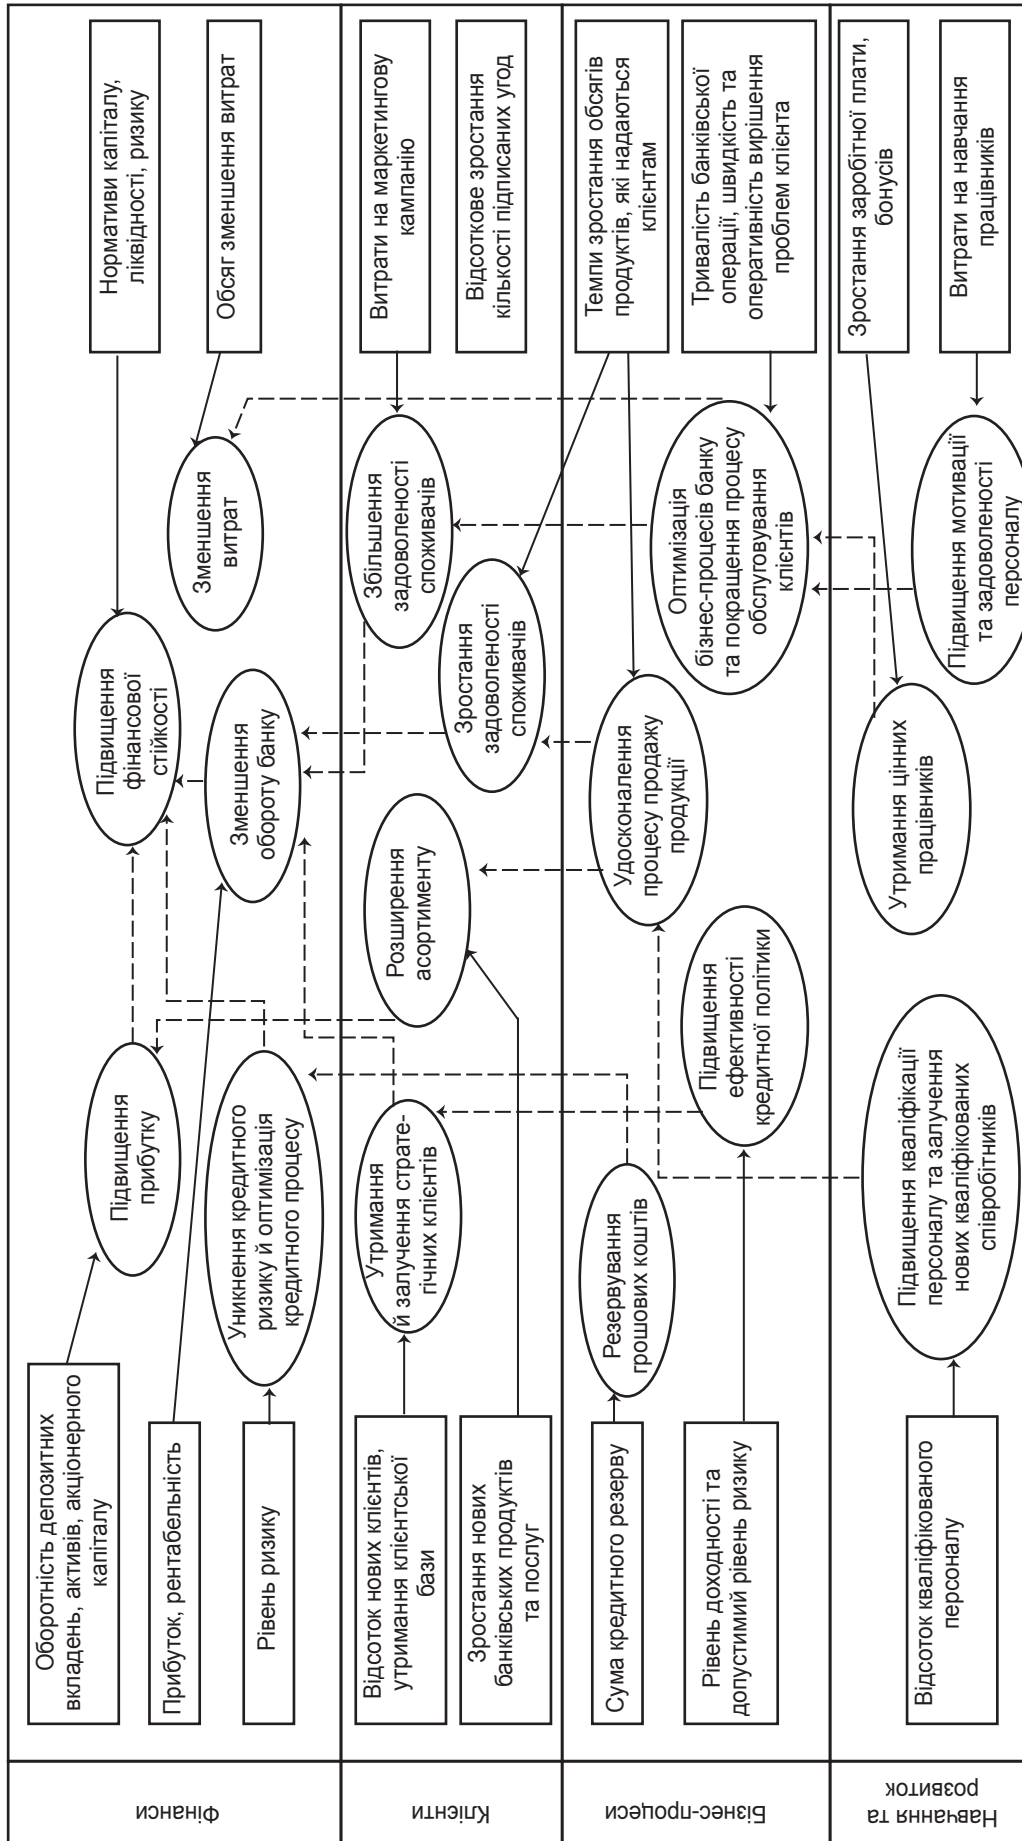 Фінанси
Оборотність депозитних
вкладень, активів, акціонерного
капіталу
Прибуток, рентабельність
Рівень ризику
Підвищення
прибутку
Уникнення кредитного
ризику й оптимізація
кредитного процесу
Підвищення
фінансової
стійкості
Зменшення
обороту банку
Зменшення
витрат
Нормативи капіталу,
ліквідності, ризику
Обсяг зменшення витрат
Клієнти
Відсоток нових клієнтів,
утримання клієнтської
бази
Зростання нових
банківських продуктів
та послуг
Утримання
й залучення страте-
гічних клієнтів
Розширення
асортименту
Зростання
задоволеності
споживачів
Збільшення
задоволеності
споживачів
Витрати на маркетингову
кампанію
Відсоткове зростання
кількості підписаних угод
Бізнес-процеси
Сума кредитного резерву
Рівень доходності та
допустимий рівень ризику
Резервування
грошових коштів
Підвищення
ефективності
кредитної політики
Удосконалення
процесу продажу
продукції
Оптимізація
бізнес-процесів банку
та покращення процесу
обслуговування
клієнтів
Темпи зростання обсягів
продуктів, які надаються
клієнтам
Тривалість банківської
операції, швидкість та
оперативність вирішення
проблем клієнта
Навчання та
розвиток
Відсоток кваліфікованого
персоналу
Підвищення кваліфікації
персоналу та залучення
нових кваліфікованих
співробітників
Утримання цінних
працівників
Підвищення мотивації
та задоволеності
персоналу
Зростання заробітної плати,
бонусів
Витрати на навчання
працівників